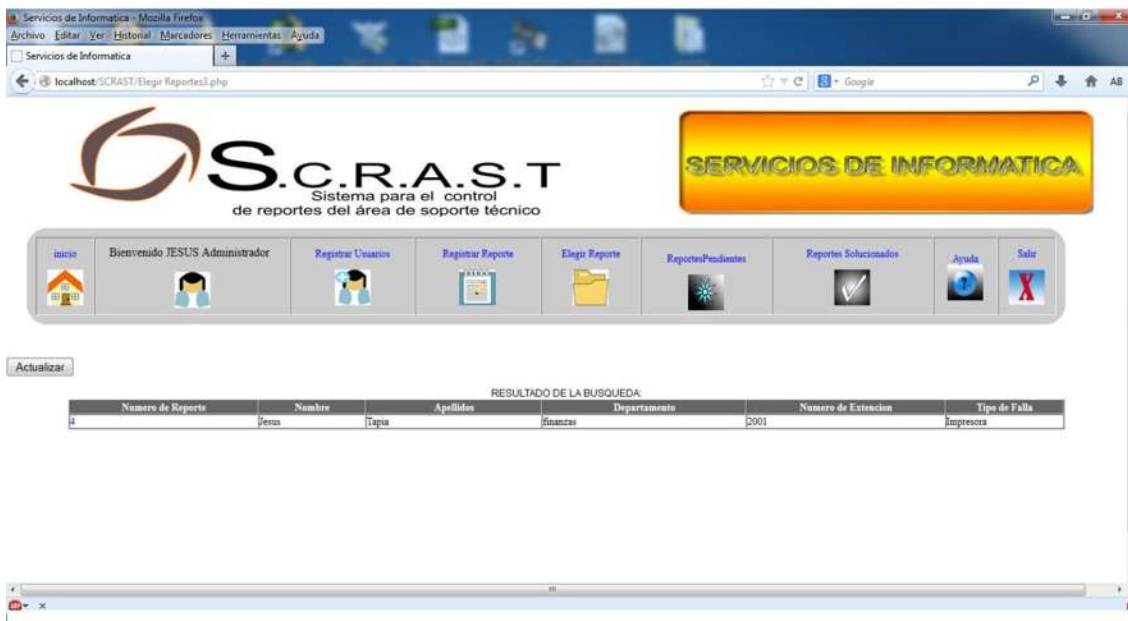 Servicios de Informatica - Mozilla Firefox
Archivo Editar Ver Historial Marcadores Herramientas Ayuda
Servicios de Informatica +
localhost/SCRAST/Elegir Reportes3.php
Google
AB
S.C.R.A.S.T
Sistema para el control
de reportes del área de soporte técnico
SERVICIOS DE INFORMATICA
inicio
Bienvenido JESUS Administrador
Registrar Usuarios
Registrar Reporte
Elegir Reporte
ReportesPendientes
Reportes Solucionados
Ayuda
Salir
Actualizar
RESULTADO DE LA BUSQUEDA:
Numero de Reporte Nombre Apellidos Departamento Numero de Extencion Tipo de Falla
4 Jesus Tapia finanzas 2001 Impresora